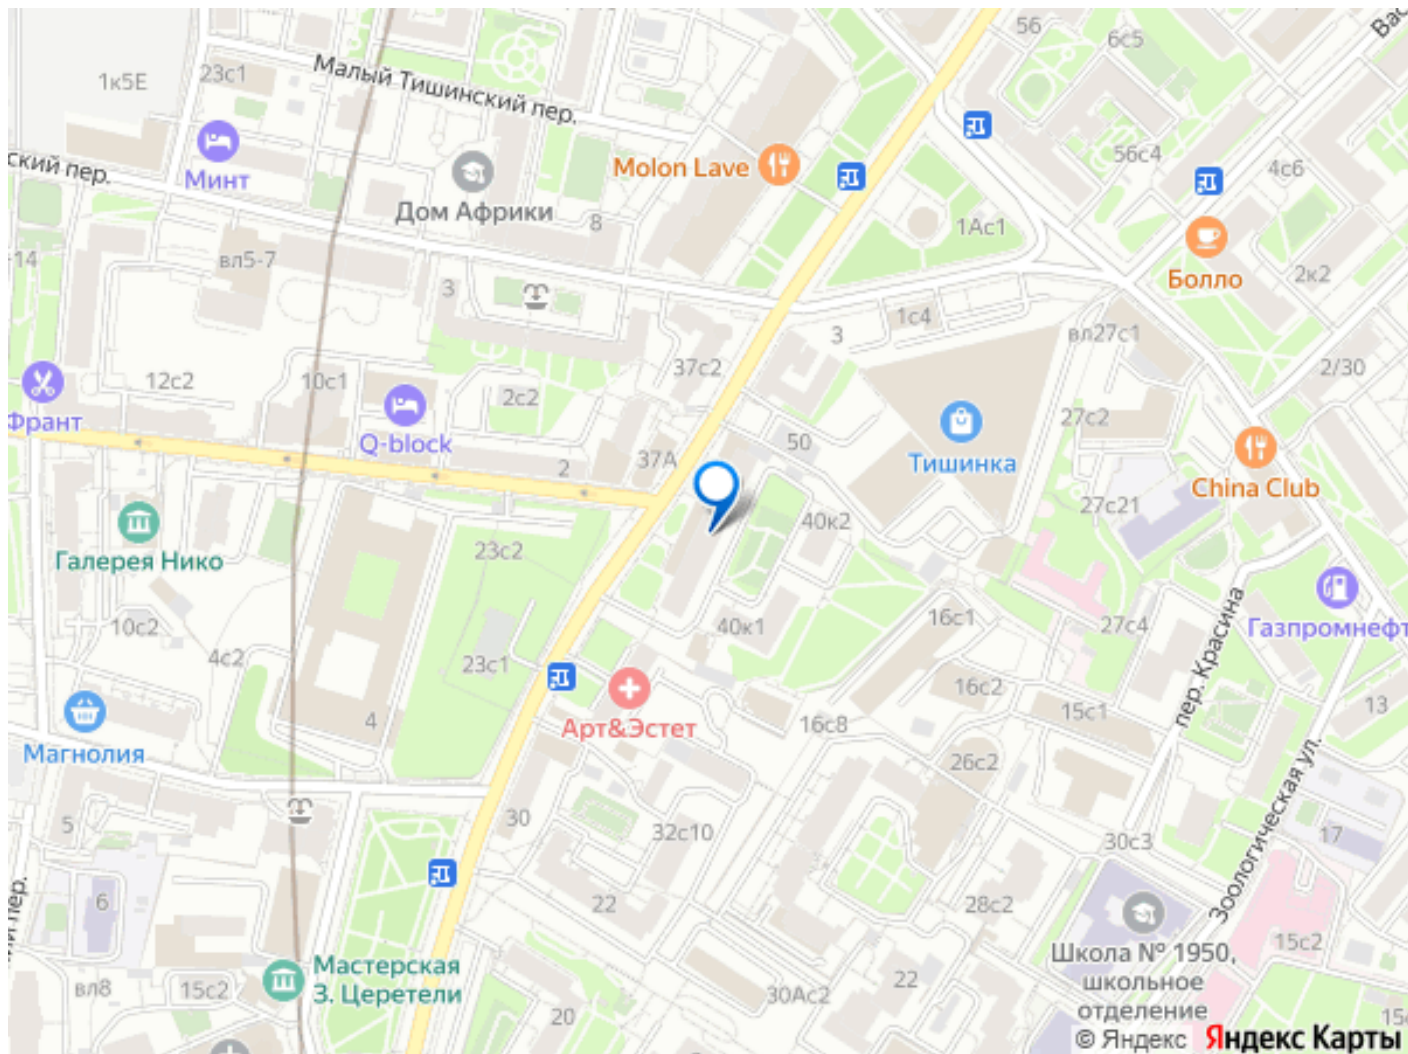 56
6с5
Вас
1к5Е
23с1
Малый Тишинский пер.
ский пер.
Минт
Дом Африки
8
Molon Lave
56с4
4с6
1Ас1
Болло
2к2
14
вл5-7
3
1с4
3
вл27с1
12с2
10с1
2с2
37с2
2/30
Франт
Q-block
2
37А
50
Тишинка
27с2
China Club
27с21
Галерея Нико
23с2
40к2
10с2
4с2
23с1
40к1
16с1
27с4
пер. Красина
Газпромнефт
Магнолия
4
Арт&Эстет
16с8
16с2
15с1
13
26с2
Зоологическая ул.
5
30
32с10
30с3
17
6
ий пер.
22
28с2
Школа № 1950,
школьное
отделение
15с2
Мастерская
З. Церетели
вл8
15с2
20
30Ас2
22
15
© Яндекс Яндекс Карты